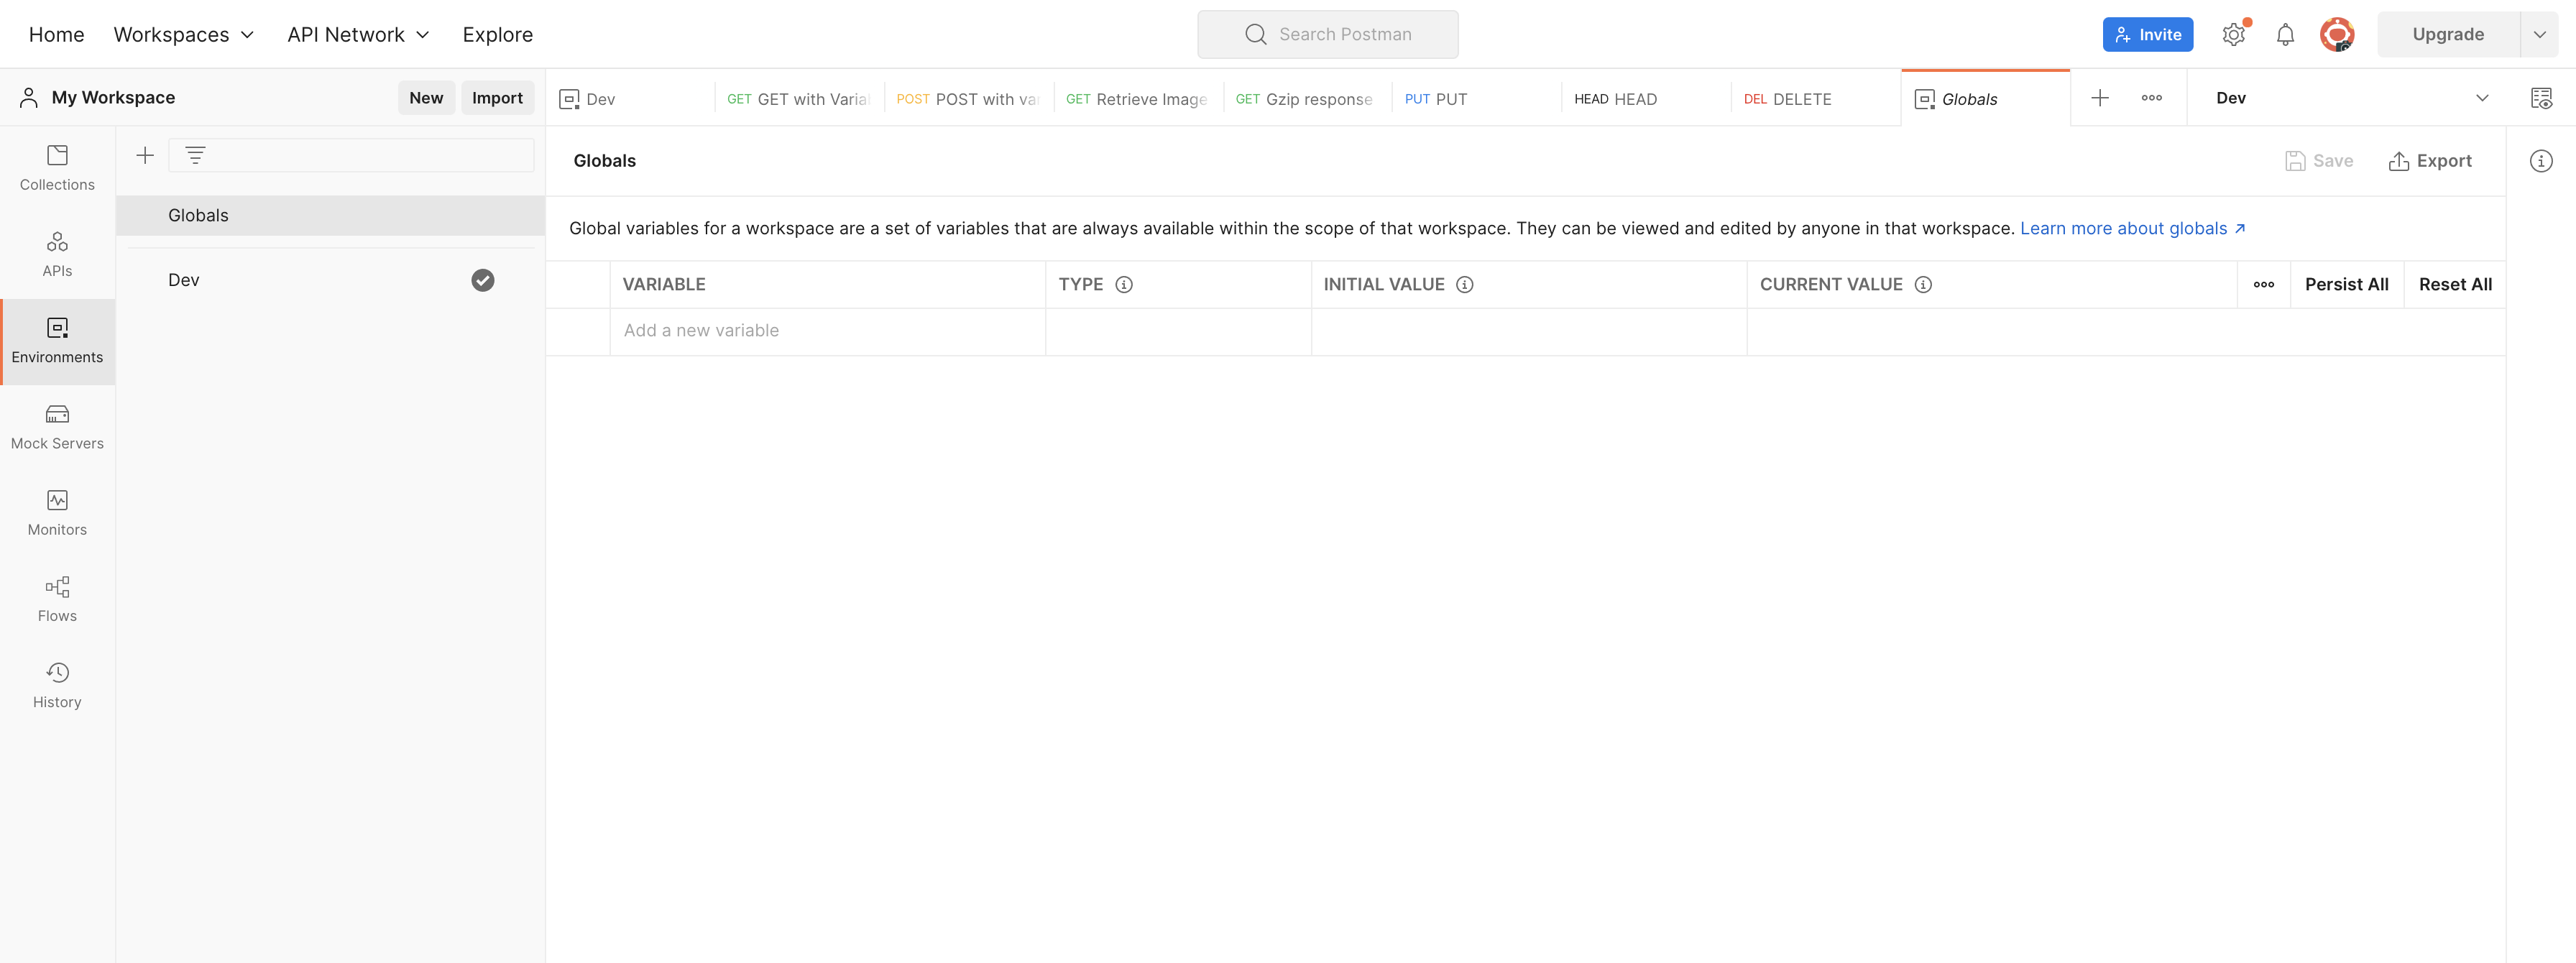 Home Workspaces API Network Explore Search Postman Invite Upgrade
My Workspace New Import Dev GET GET with Varia POST POST with va GET Retrieve Image GET Gzip response PUT PUT HEAD HEAD DEL DELETE Globals Dev
Collections
APIs
Environments
Mock Servers
Monitors
Flows
History
Globals
Dev
Globals Save Export
Global variables for a workspace are a set of variables that are always available within the scope of that workspace. They can be viewed and edited by anyone in that workspace. Learn more about globals ↗
VARIABLE TYPE INITIAL VALUE CURRENT VALUE Persist All Reset All
Add a new variable